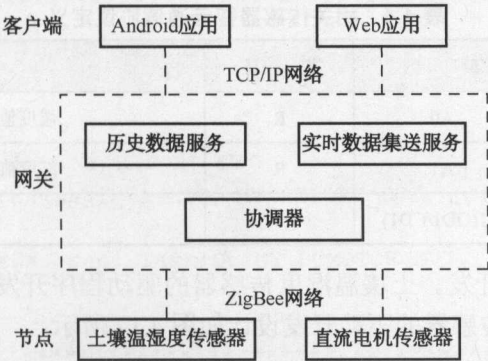 客户端
Android应用
Web应用
TCP/IP网络
历史数据服务
实时数据集送服务
网关
协调器
ZigBee网络
节点
土壤温湿度传感器
直流电机传感器